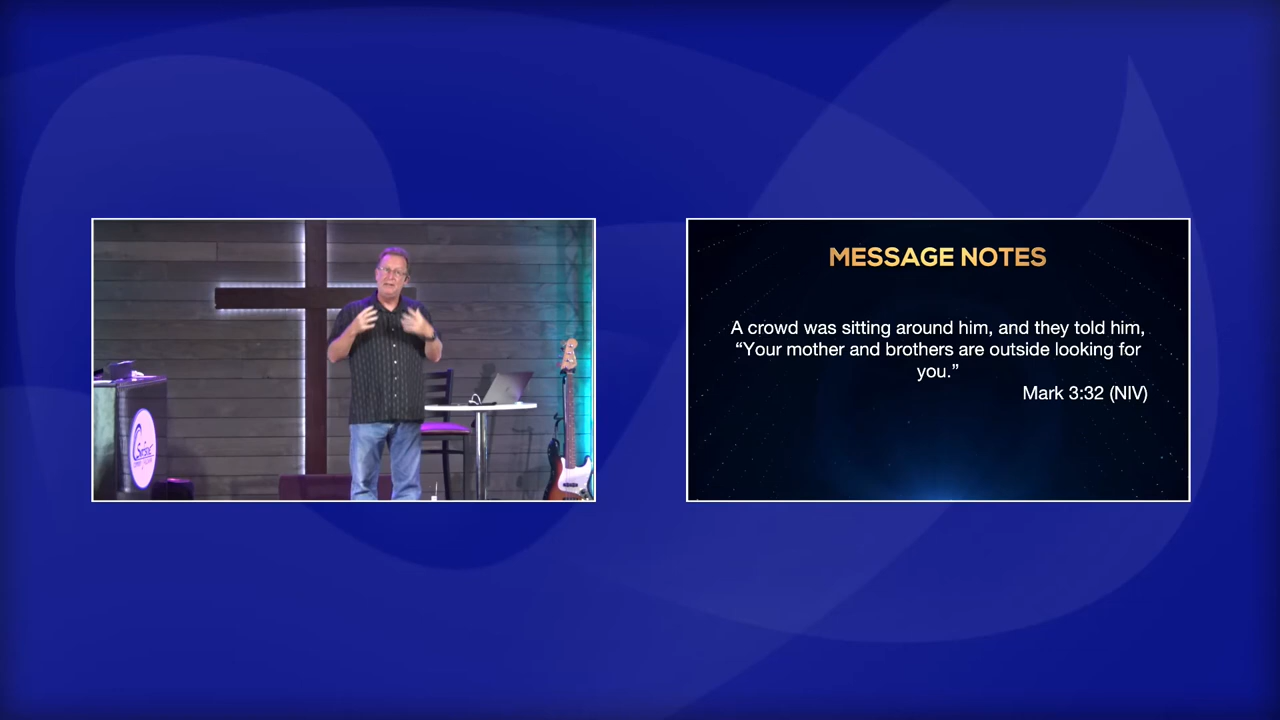 MESSAGE NOTES
A crowd was sitting around him, and they told him,
“Your mother and brothers are outside looking for
you.”
Mark 3:32 (NIV)